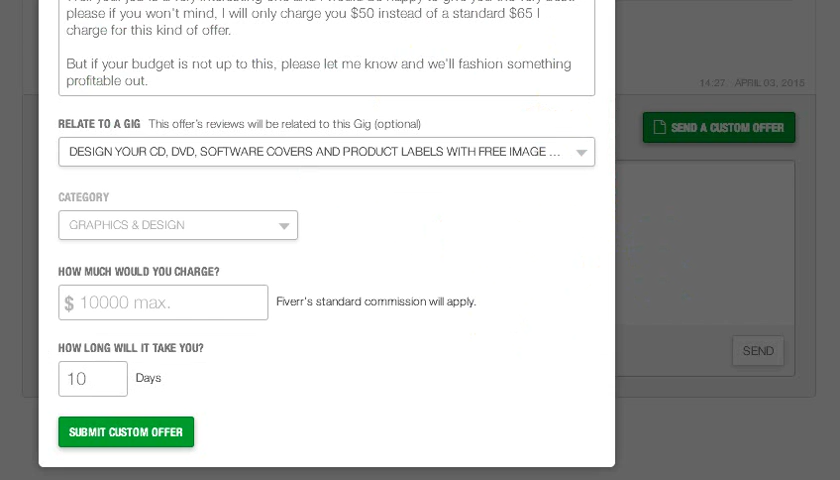 please if you won't mind, I will only charge you $50 instead of a standard $65 I
charge for this kind of offer.
But if your budget is not up to this, please let me know and we'll fashion something
profitable out.
14:27 · APRIL 03, 2015
RELATE TO A GIG This offer's reviews will be related to this Gig (optional)
SEND A CUSTOM OFFER
DESIGN YOUR CD, DVD, SOFTWARE COVERS AND PRODUCT LABELS WITH FREE IMAGE ...
CATEGORY
GRAPHICS & DESIGN
HOW MUCH WOULD YOU CHARGE?
$ 10000 max. Fiverr's standard commission will apply.
HOW LONG WILL IT TAKE YOU?
SEND
10 Days
SUBMIT CUSTOM OFFER